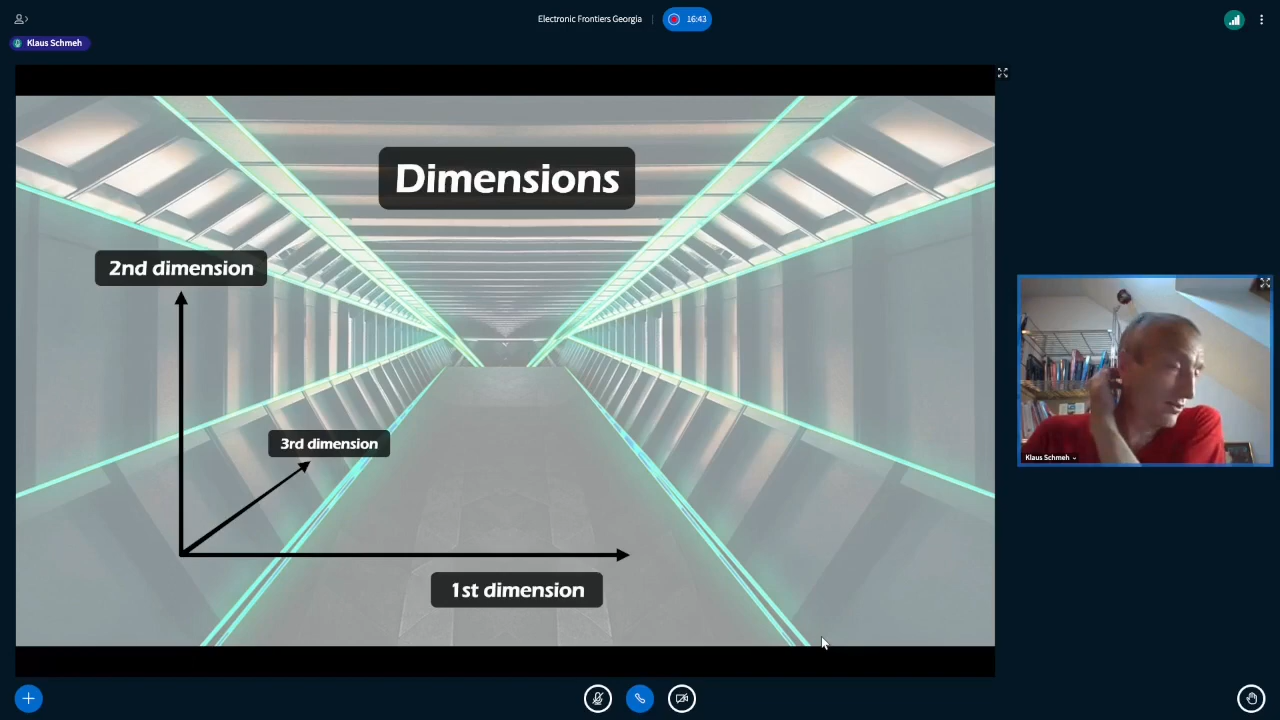 Electronic Frontiers Georgia
16:43
Klaus Schmeh
Dimensions
2nd dimension
3rd dimension
1st dimension
Klaus Schmeh